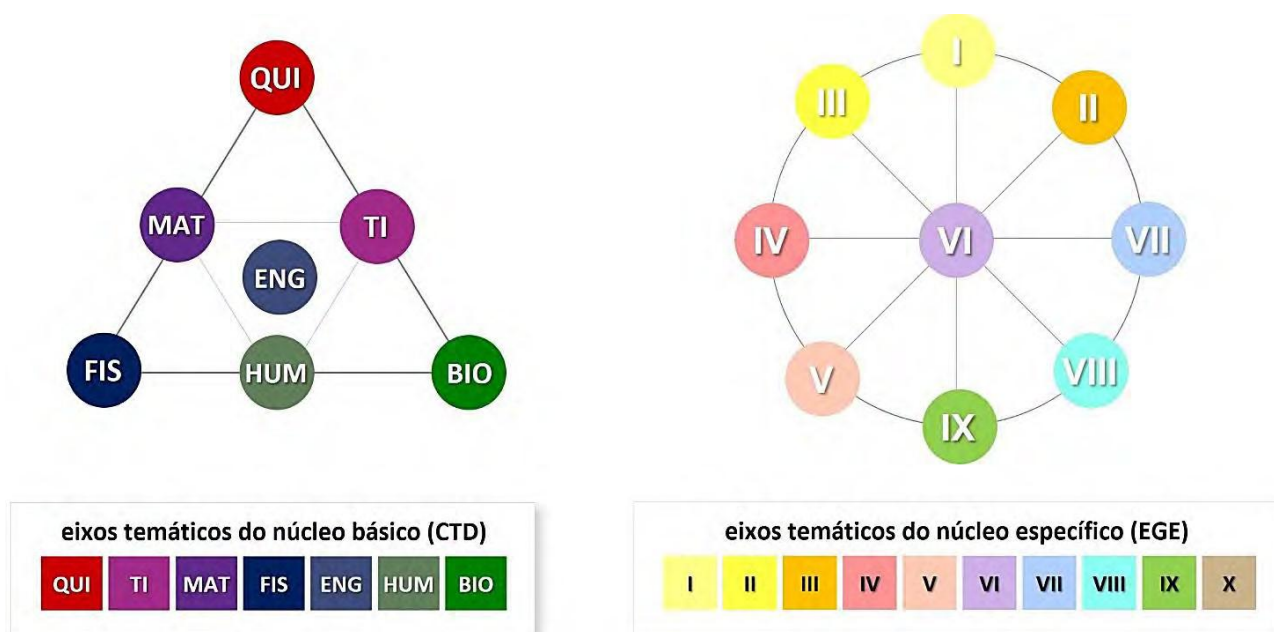 QUI
MAT
TI
ENG
FIS
HUM
BIO
eixos temáticos do núcleo básico (CTD)
QUI TI MAT FIS ENG HUM BIO
I
III
II
IV
VI
VII
V
VIII
IX
eixos temáticos do núcleo específico (EGE)
I II III IV V VI VII VIII IX X